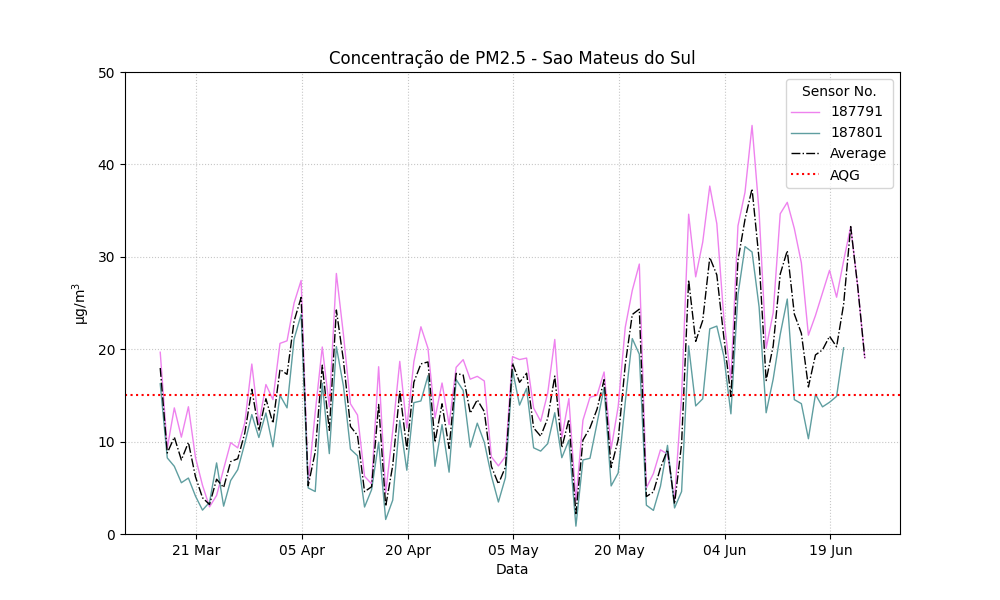 Concentração de PM2.5 - Sao Mateus do Sul
50
40
30
20
10
0
µg/m³
Sensor No.
187791
187801
Average
AQG
21 Mar
05 Apr
20 Apr
05 May
20 May
04 Jun
19 Jun
Data